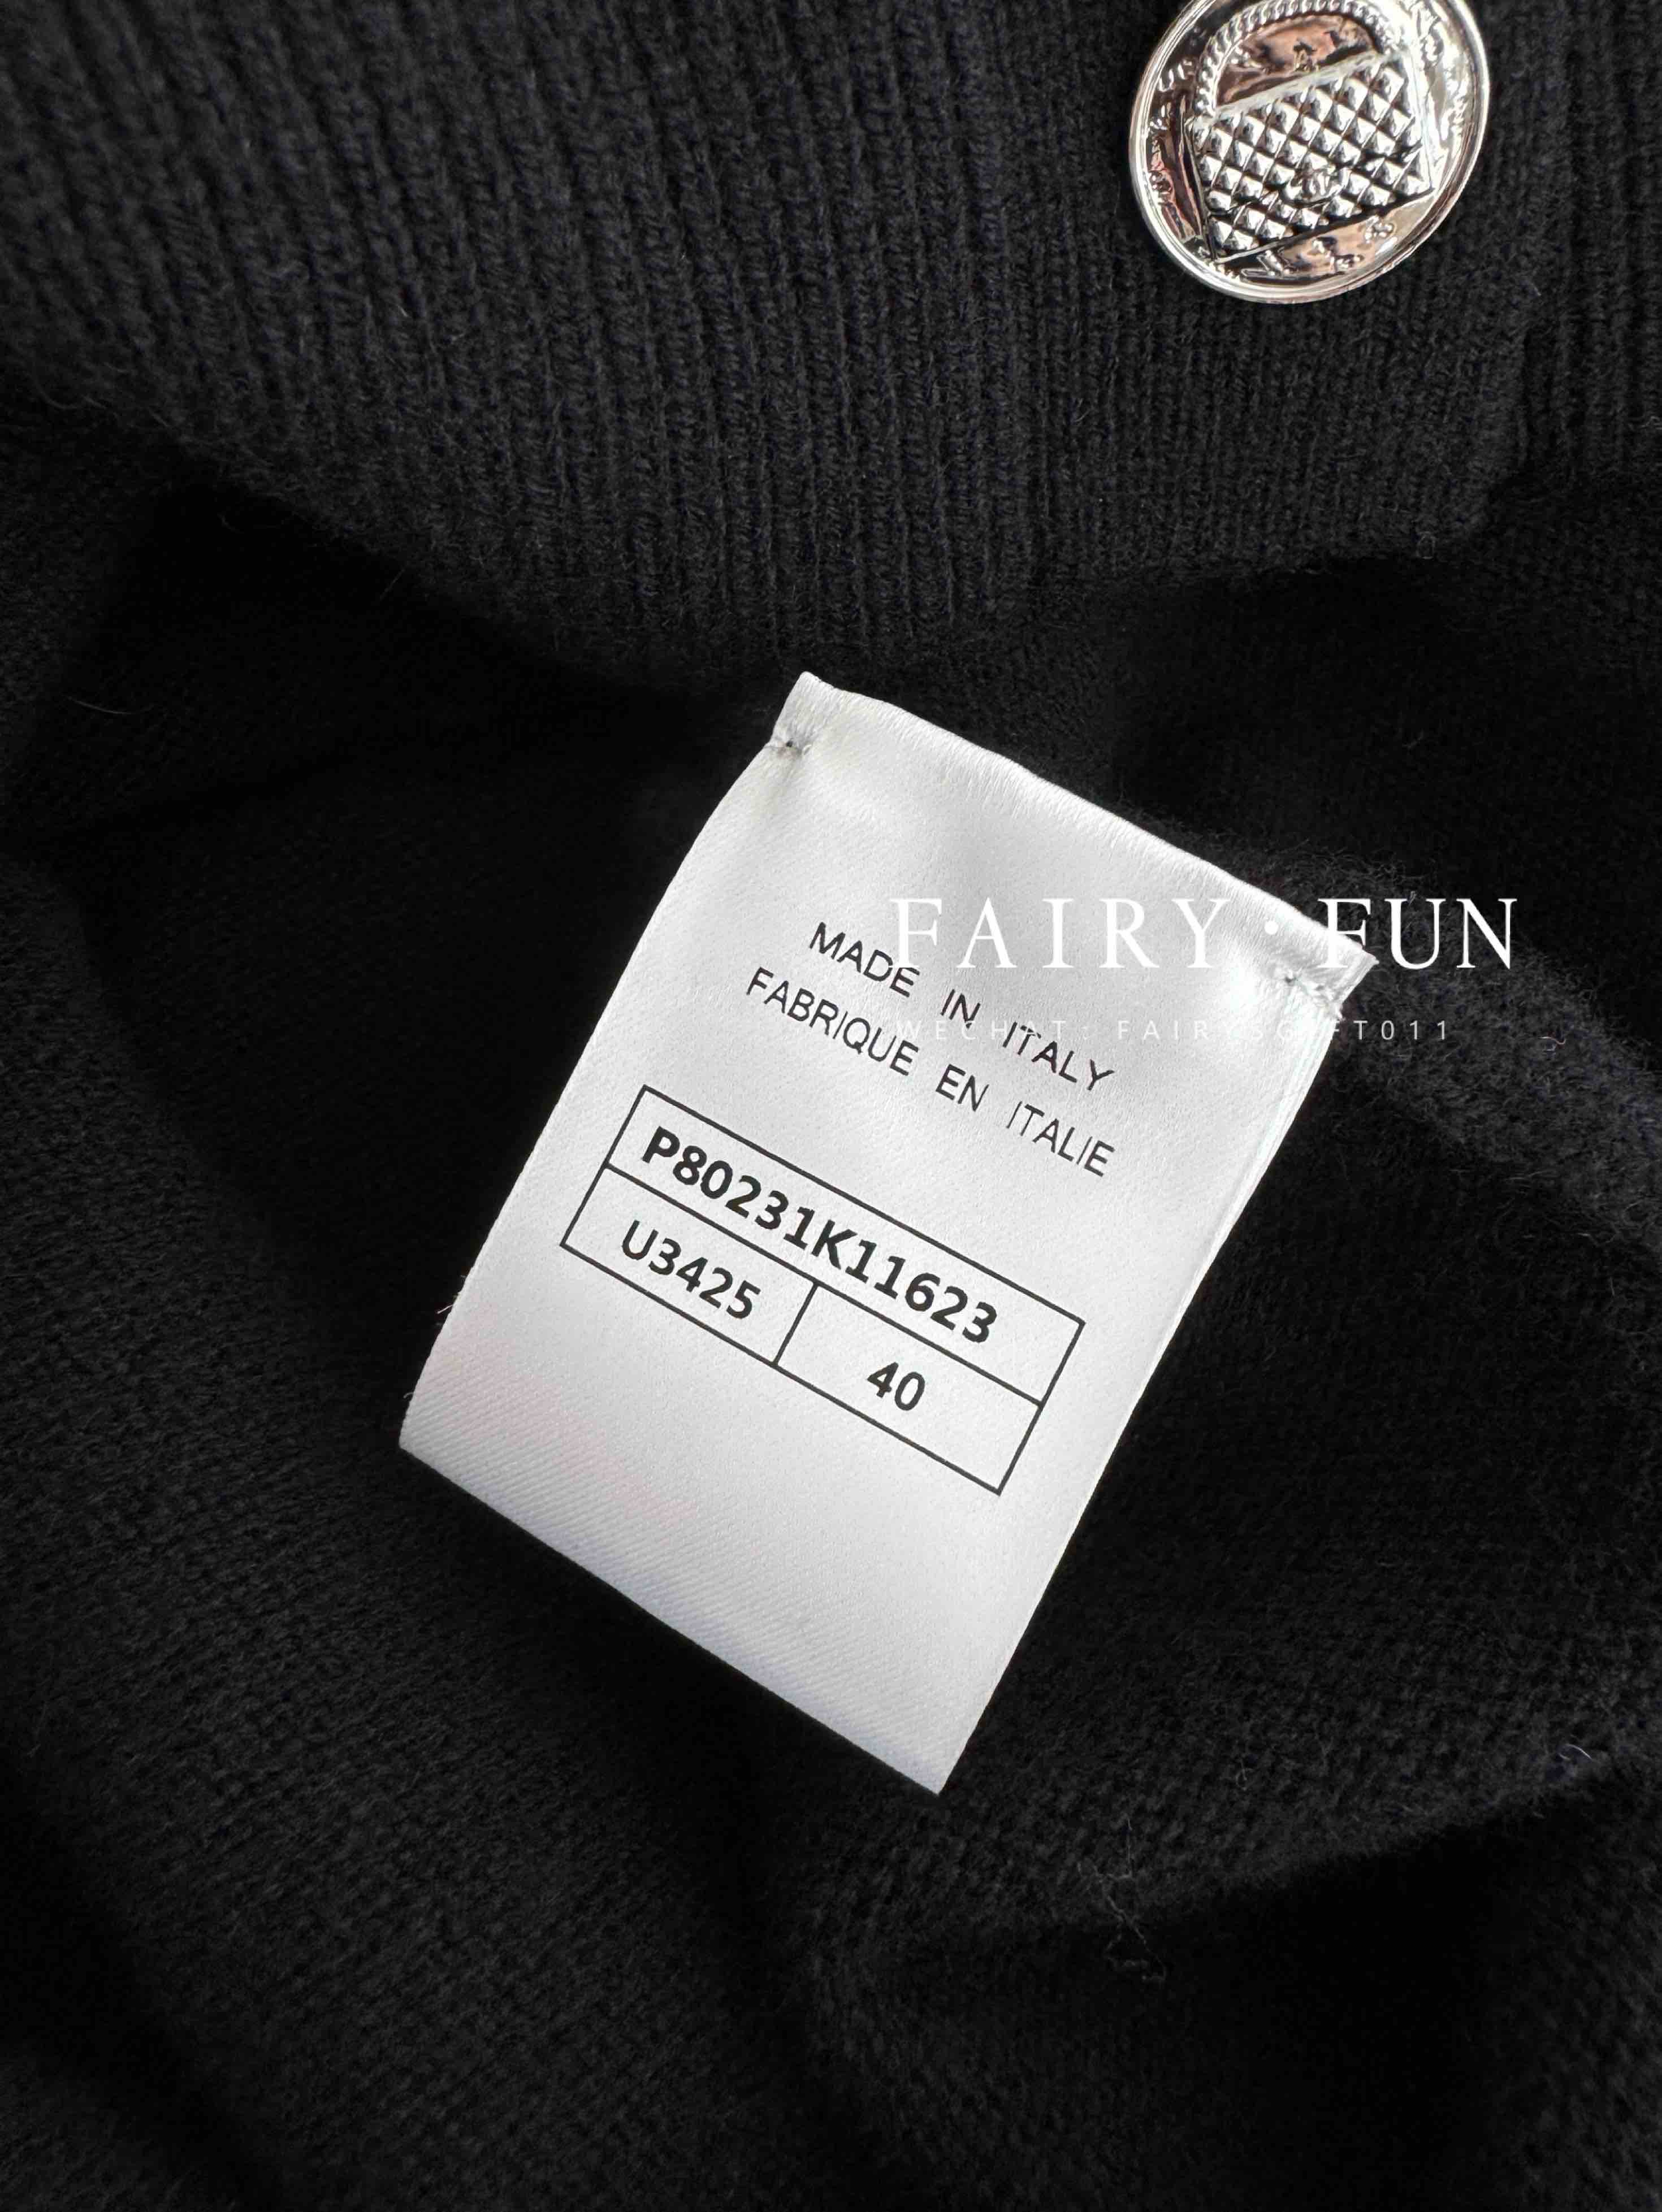 FAIRY·FUN
MADE IN ITALY
FABRIQUE EN ITALIE
P80231K11623
U3425
40